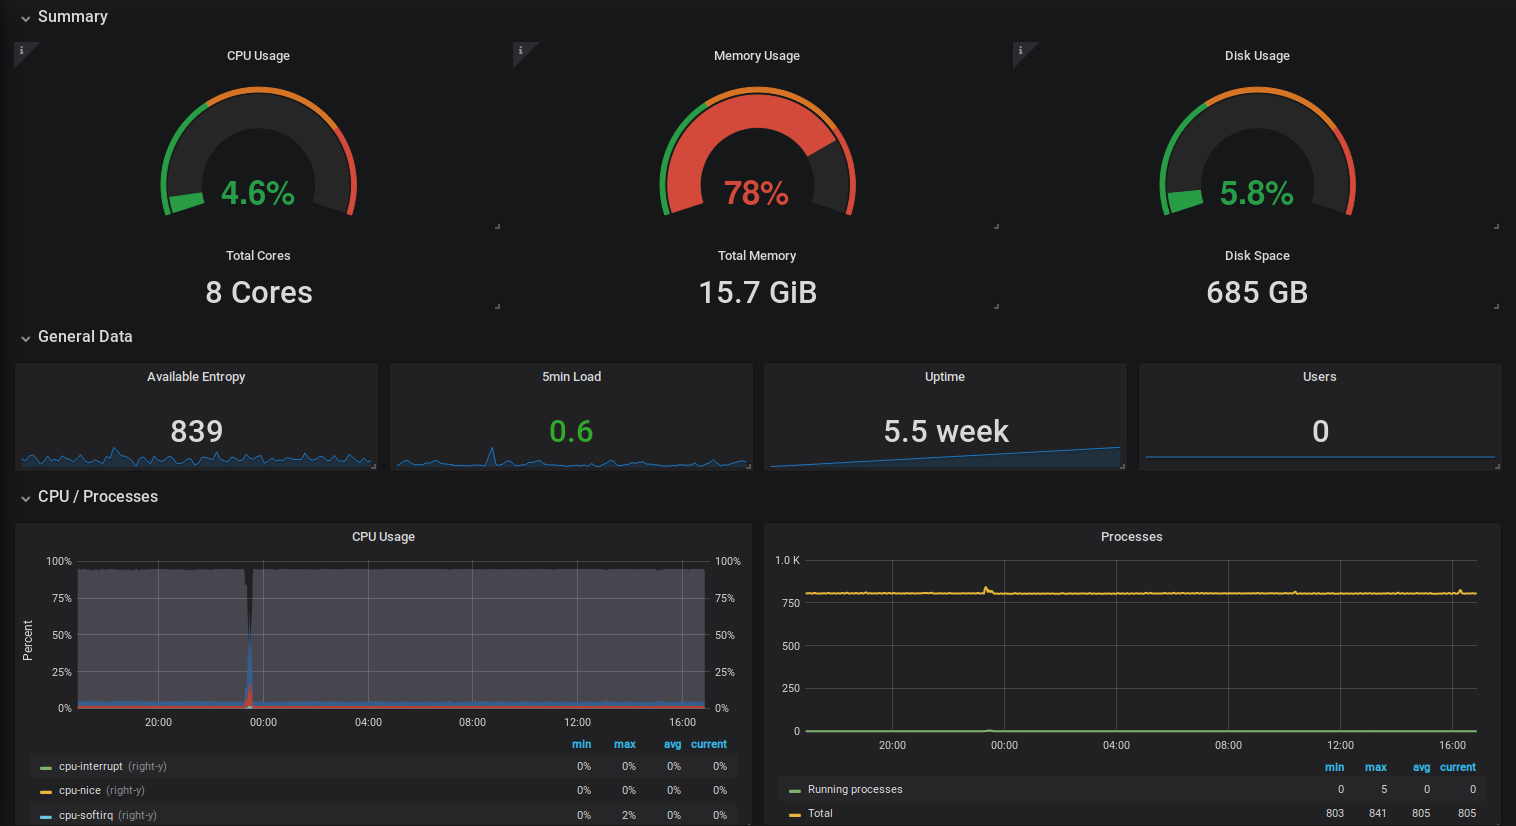 Summary
CPU Usage
Memory Usage
Disk Usage
4.6%
78%
5.8%
Total Cores
Total Memory
Disk Space
8 Cores
15.7 GiB
685 GB
General Data
Available Entropy
5min Load
Uptime
Users
839
0.6
5.5 week
0
CPU / Processes
CPU Usage
100% 100%
75% 75%
50% 50%
25% 25%
0% 0%
Percent
20:00 00:00 04:00 08:00 12:00 16:00
min max avg current
cpu-interrupt (right-y) 0% 0% 0% 0%
cpu-nice (right-y) 0% 0% 0% 0%
cpu-softirq (right-y) 0% 2% 0% 0%
Processes
1.0 K
750
500
250
0
20:00 00:00 04:00 08:00 12:00 16:00
min max avg current
Running processes 0 5 0 0
Total 803 841 805 805